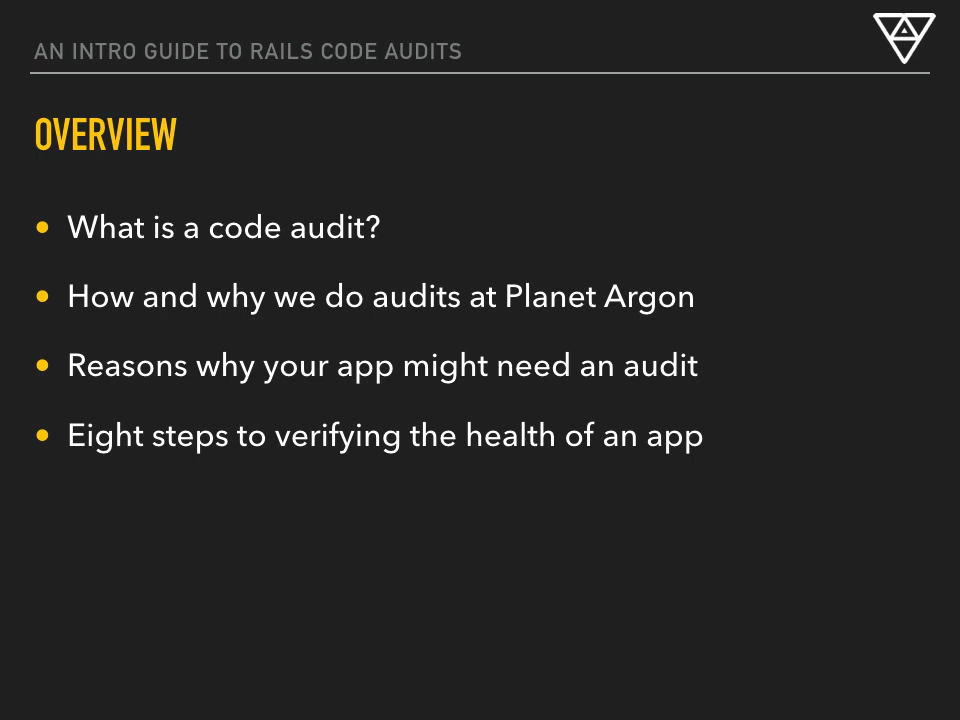 AN INTRO GUIDE TO RAILS CODE AUDITS
OVERVIEW
• What is a code audit?
• How and why we do audits at Planet Argon
• Reasons why your app might need an audit
• Eight steps to verifying the health of an app